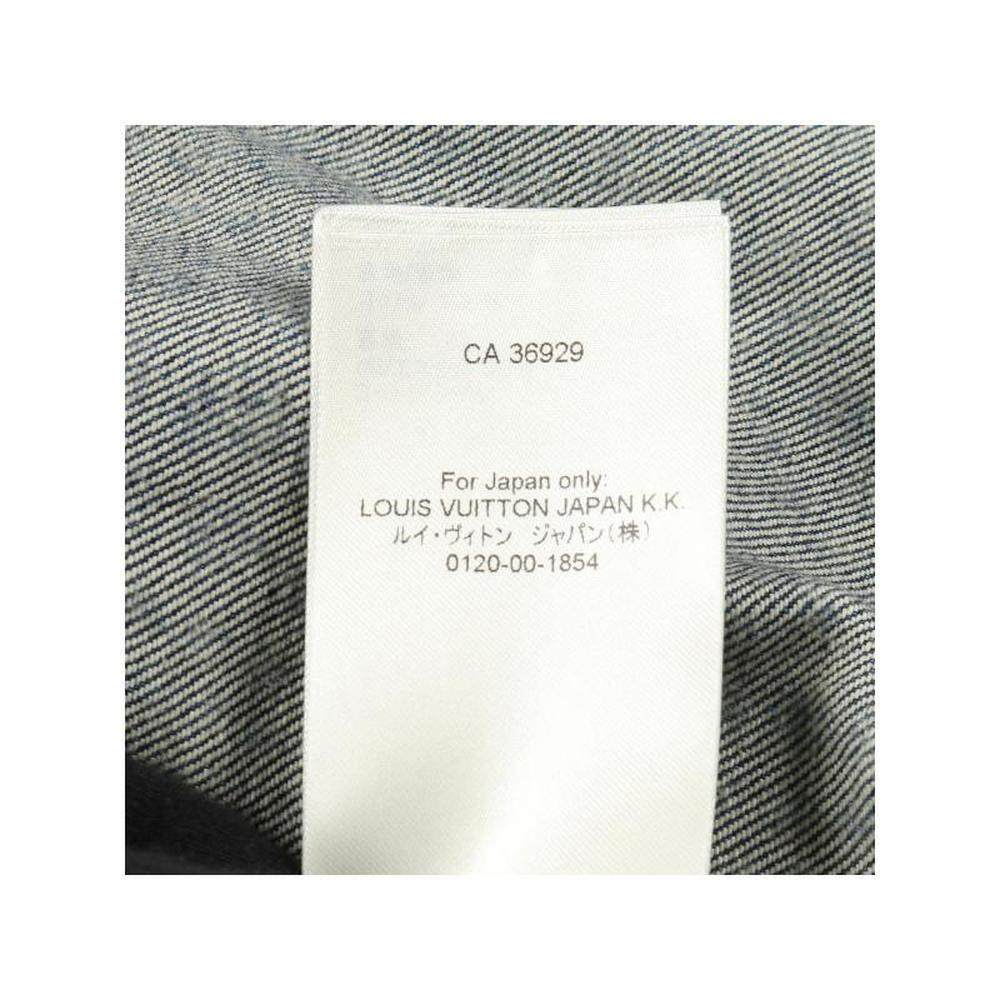 CA 36929
For Japan only:
LOUIS VUITTON JAPAN K.K.
ルイ・ヴィトン ジャパン(株)
0120-00-1854